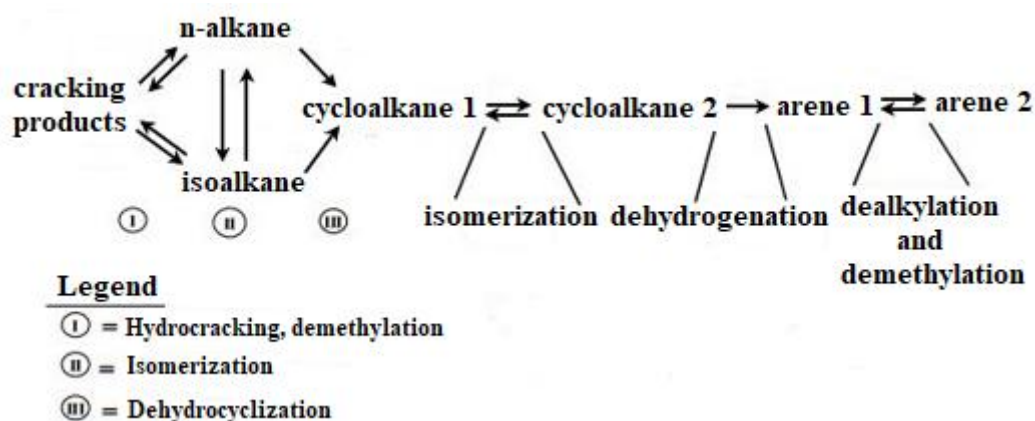 n-alkane
cracking
products
cycloalkane 1
cycloalkane 2
arene 1
arene 2
isoalkane
I
II
III
isomerization
dehydrogenation
dealkylation
and
demethylation
Legend
I = Hydrocracking, demethylation
II = Isomerization
III = Dehydrocyclization